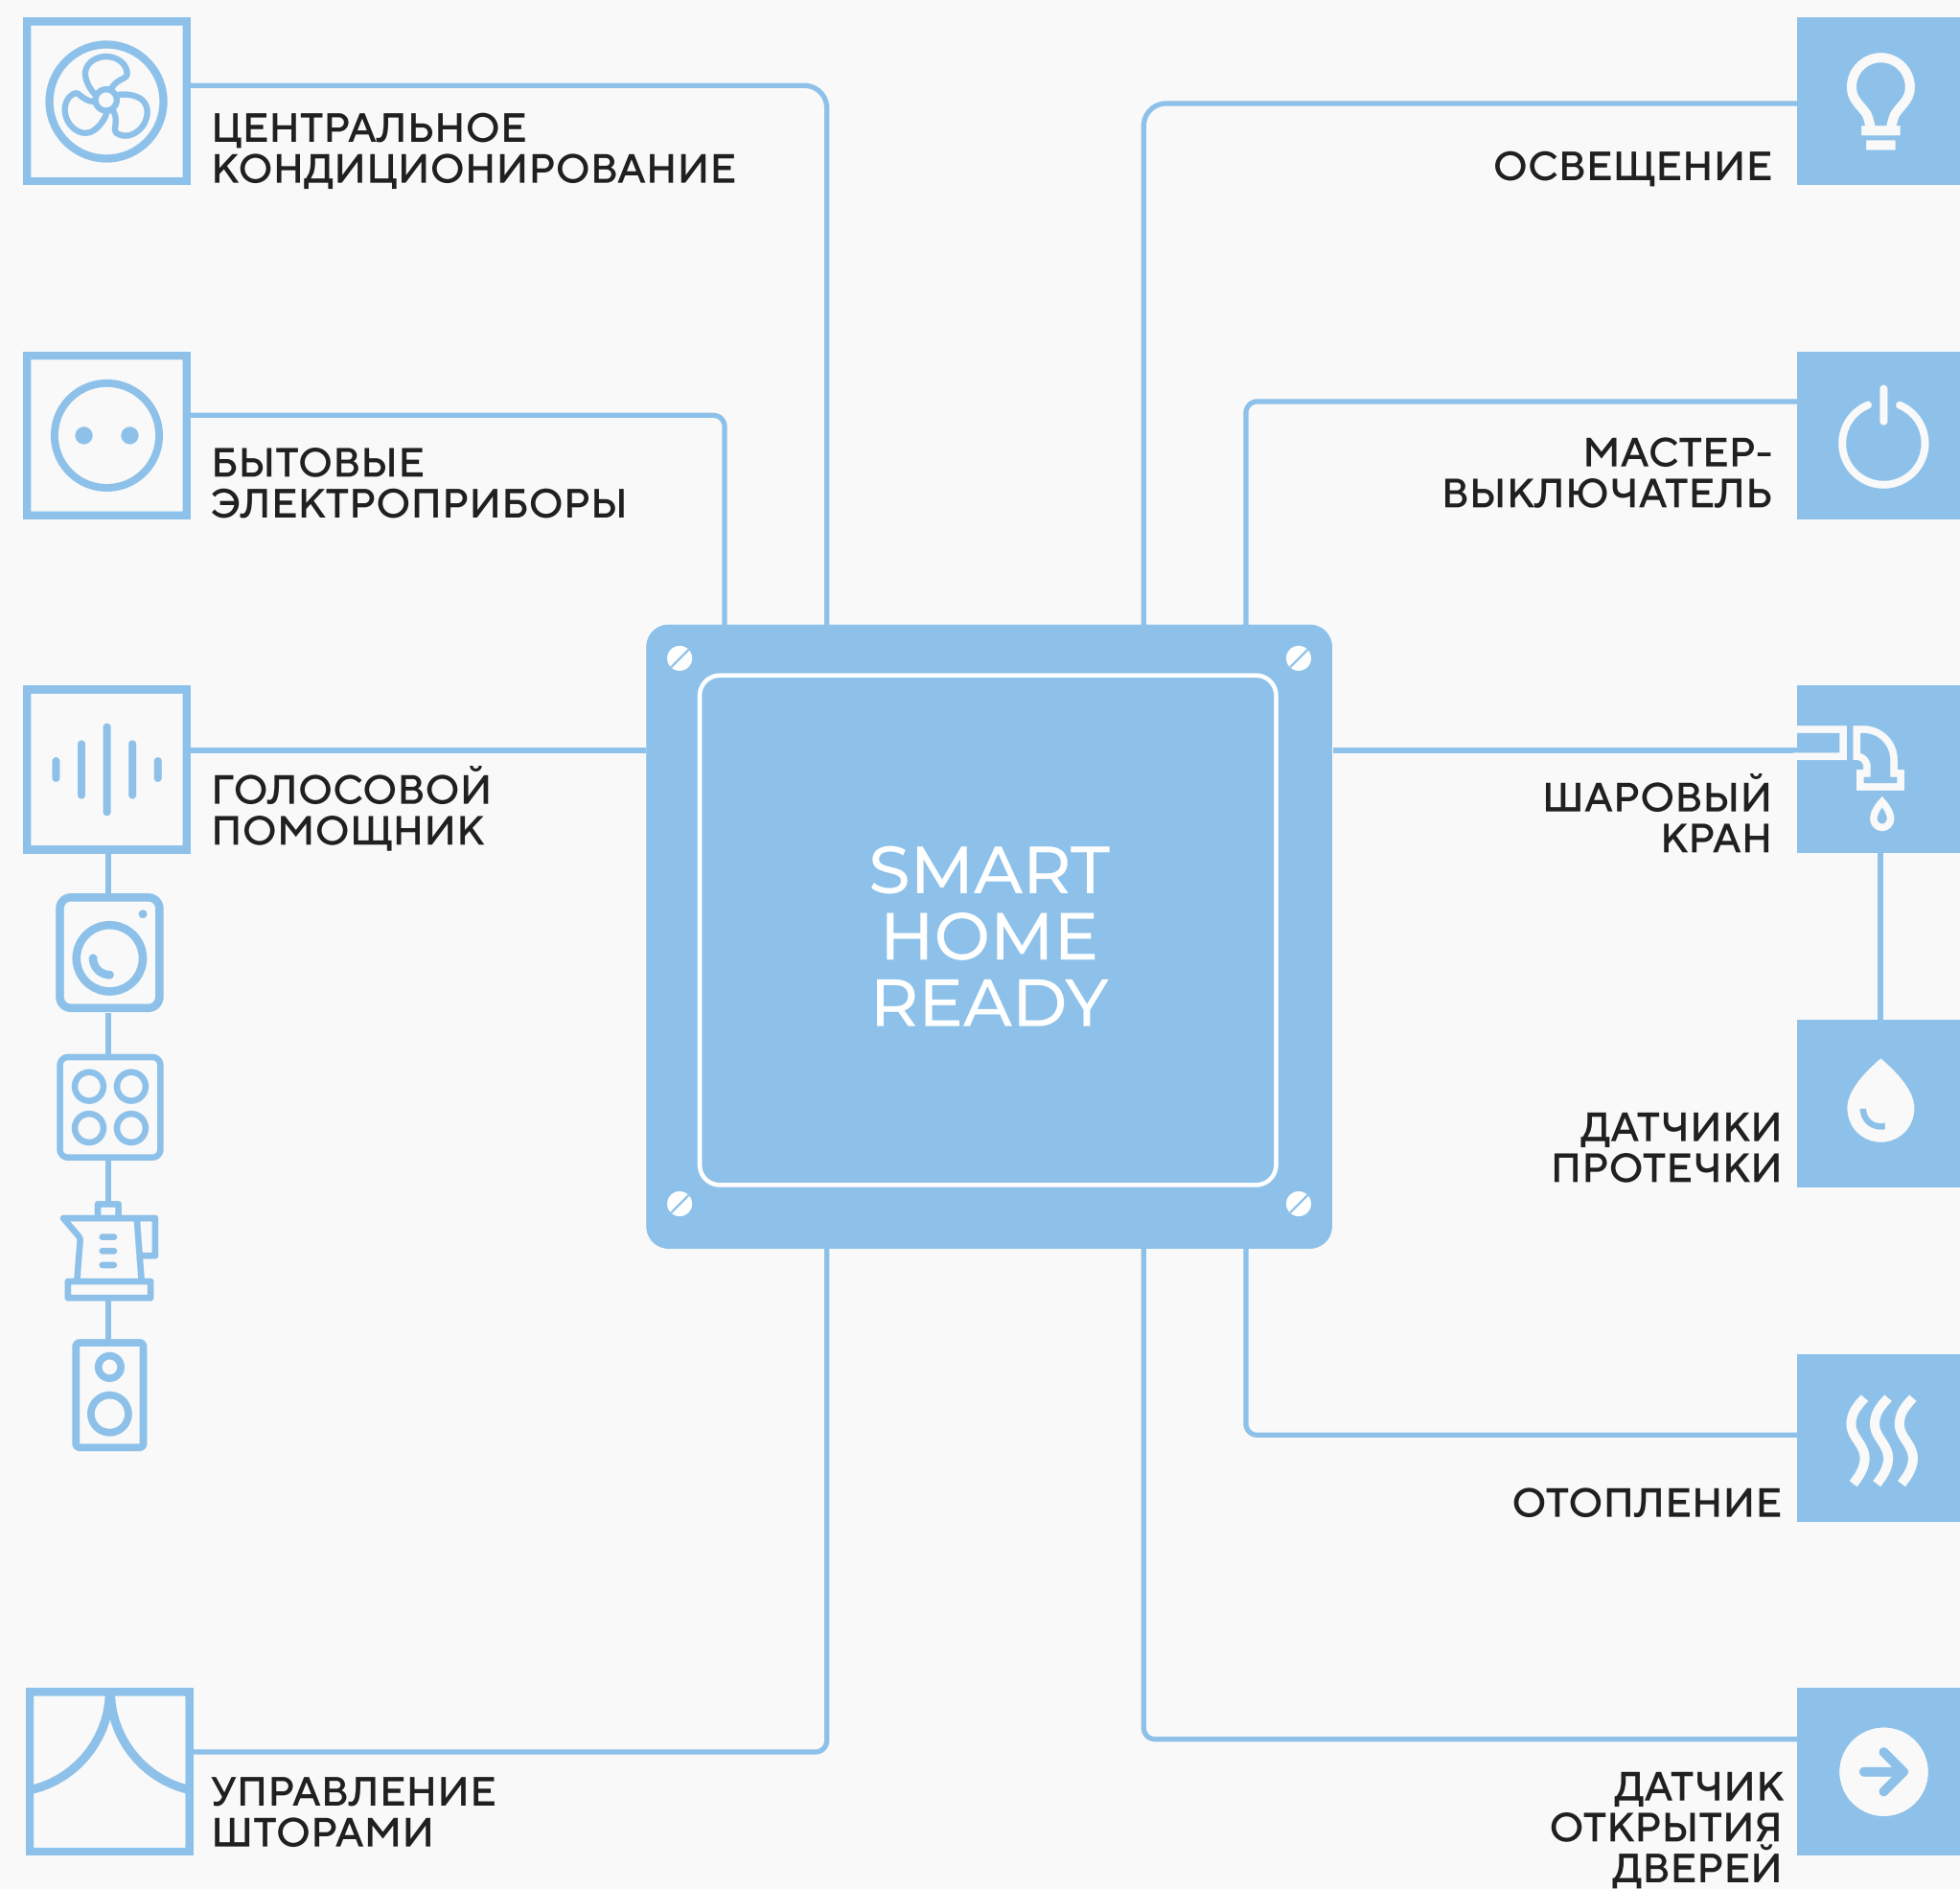 ЦЕНТРАЛЬНОЕ
КОНДИЦИОНИРОВАНИЕ
ОСВЕЩЕНИЕ
БЫТОВЫЕ
ЭЛЕКТРОПРИБОРЫ
МАСТЕР-
ВЫКЛЮЧАТЕЛЬ
ГОЛОСОВОЙ
ПОМОЩНИК
ШАРОВЫЙ
КРАН
SMART
HOME
READY
ДАТЧИКИ
ПРОТЕЧКИ
ОТОПЛЕНИЕ
УПРАВЛЕНИЕ
ШТОРАМИ
ДАТЧИК
ОТКРЫТИЯ
ДВЕРЕЙ